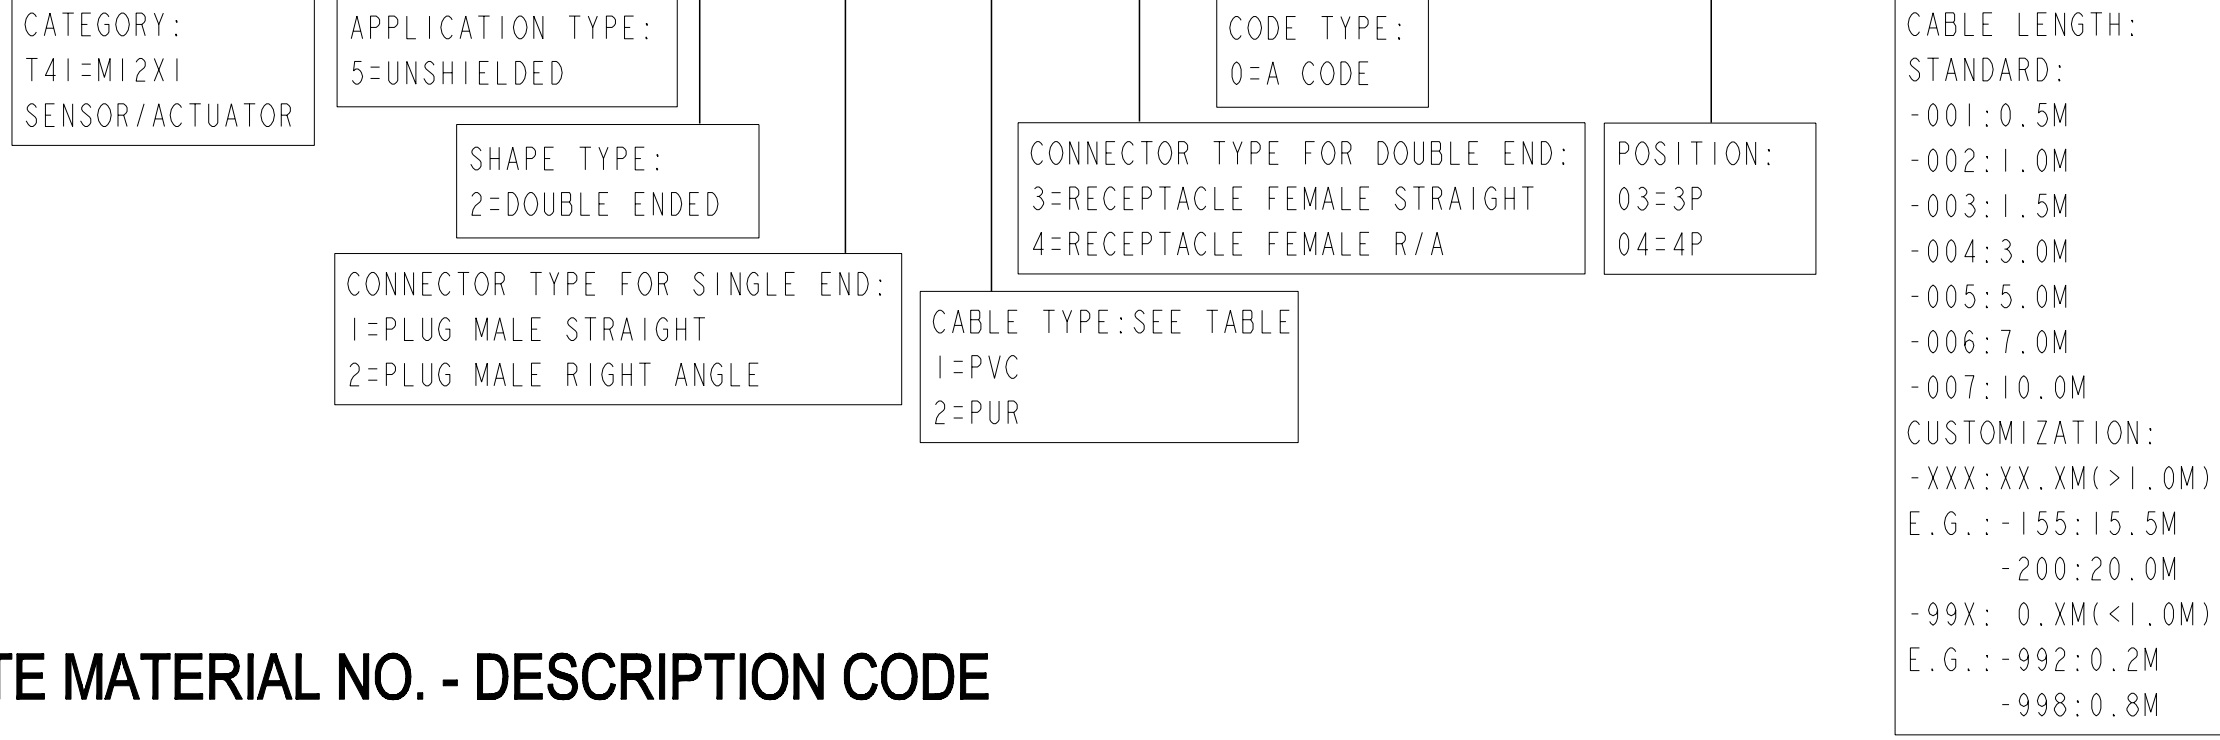 CATEGORY:
T41=M12X1
SENSOR/ACTUATOR
APPLICATION TYPE:
5=UNSHIELDED
SHAPE TYPE:
2=DOUBLE ENDED
CONNECTOR TYPE FOR SINGLE END:
1=PLUG MALE STRAIGHT
2=PLUG MALE RIGHT ANGLE
CABLE TYPE:SEE TABLE
1=PVC
2=PUR
CONNECTOR TYPE FOR DOUBLE END:
3=RECEPTACLE FEMALE STRAIGHT
4=RECEPTACLE FEMALE R/A
CODE TYPE:
0=A CODE
POSITION:
03=3P
04=4P
CABLE LENGTH:
STANDARD:
-001:0.5M
-002:1.0M
-003:1.5M
-004:3.0M
-005:5.0M
-006:7.0M
-007:10.0M
CUSTOMIZATION:
-XXX:XX.XM(>1.0M)
E.G.:-155:15.5M
-200:20.0M
-99X: 0.XM(<1.0M)
E.G.:-992:0.2M
-998:0.8M
TE MATERIAL NO. - DESCRIPTION CODE